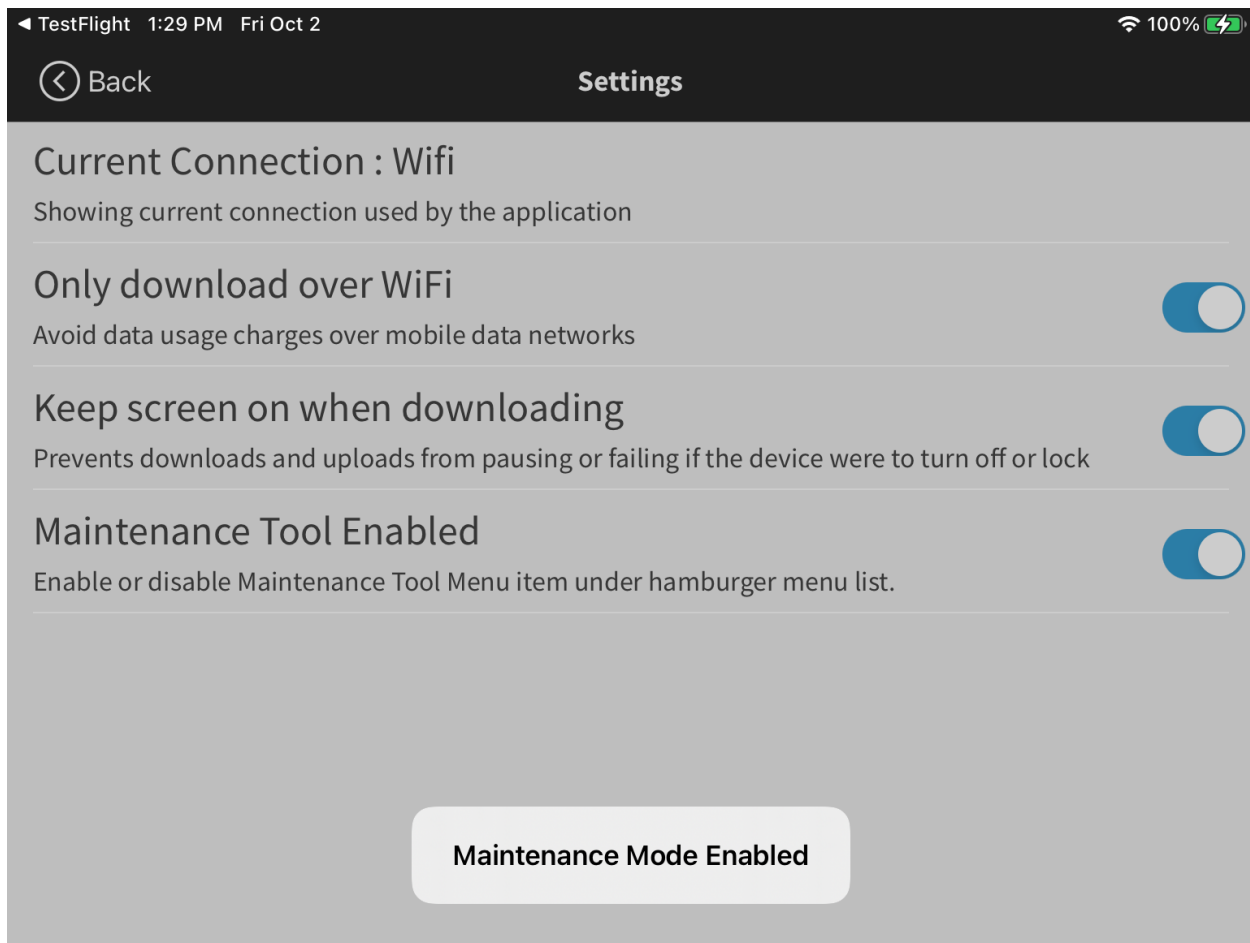 ◀ TestFlight 1:29 PM Fri Oct 2 100%
Back Settings
Current Connection : Wifi
Showing current connection used by the application
Only download over WiFi
Avoid data usage charges over mobile data networks
Keep screen on when downloading
Prevents downloads and uploads from pausing or failing if the device were to turn off or lock
Maintenance Tool Enabled
Enable or disable Maintenance Tool Menu item under hamburger menu list.
Maintenance Mode Enabled